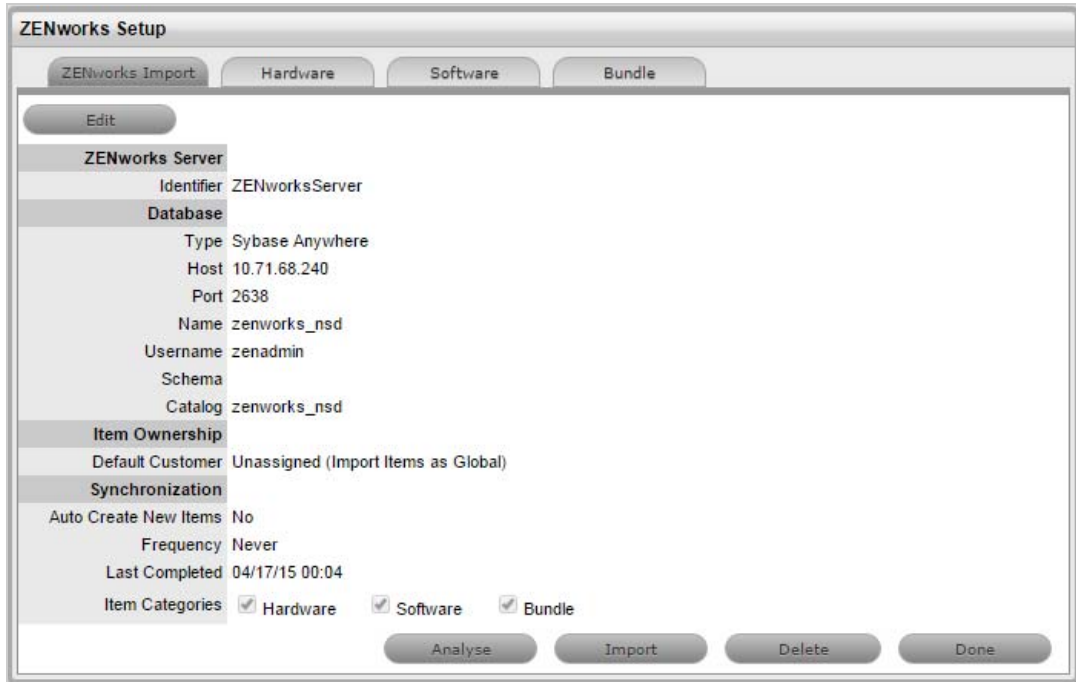 ZENworks Setup
ZENworks Import Hardware Software Bundle
Edit
ZENworks Server
Identifier ZENworksServer
Database
Type Sybase Anywhere
Host 10.71.68.240
Port 2638
Name zenworks_nsd
Username zenadmin
Schema
Catalog zenworks_nsd
Item Ownership
Default Customer Unassigned (Import Items as Global)
Synchronization
Auto Create New Items No
Frequency Never
Last Completed 04/17/15 00:04
Item Categories Hardware Software Bundle
Analyse Import Delete Done